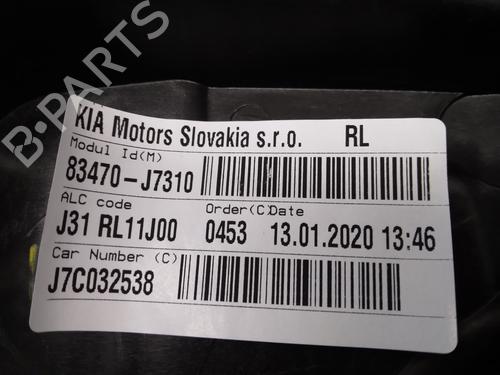 B-PARTS
KIA Motors Slovakia s.r.o. RL
Modul Id(M)
83470-J7310
ALC code Order(C)Date
J31 RL11J00 0453 13.01.2020 13:46
Car Number (C)
J7C032538